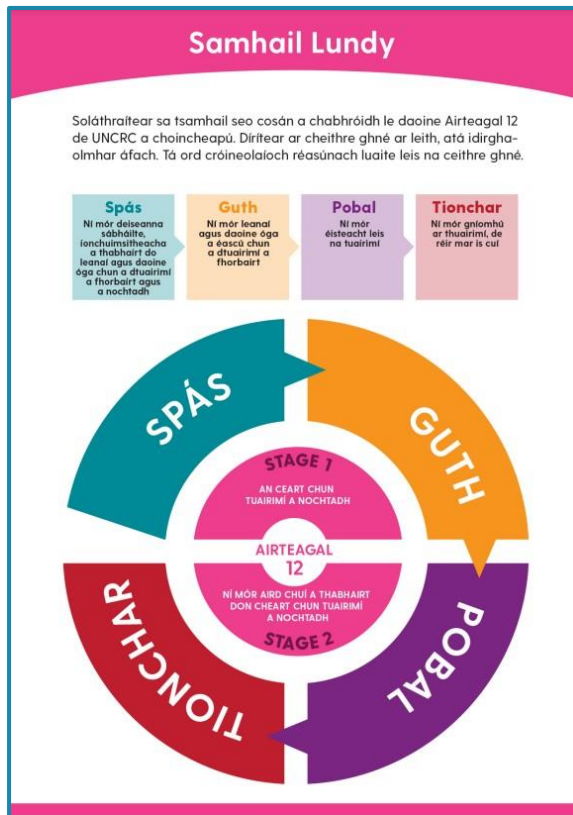 Samhail Lundy
Soláthraítear sa tsamhail seo cosán a chabhróidh le daoine Airteagal 12
de UNCRC a choincheapú. Dírítear ar cheithre ghné ar leith, atá idirgha-
olmhar áfach. Tá ord cróineolaíoch réasúnach luaite leis na ceithre ghné.
Spás
Ní mór deiseanna
sábháilte,
íonchuimsitheacha
a thabhairt do
leanaí agus daoine
óga chun a dtuairimí
a fhorbairt agus
a nochtadh
Guth
Ní mór leanaí
agus daoine óga
a éascú chun
a dtuairimí a
fhorbairt
Pobal
Ní mór
éisteacht leis
na tuairimí
Tionchar
Ní mór gníomhú
ar thuairimí, de
réir mar is cuí
SPÁS
GUTH
POBAL
TIONCHAR
STAGE 1
AN CEART CHUN
TUAIRIMÍ A NOCHTADH
AIRTEAGAL
12
NÍ MÓR AIRD CHUÍ A THABHAIRT
DON CHEART CHUN TUAIRIMÍ
A NOCHTADH
STAGE 2